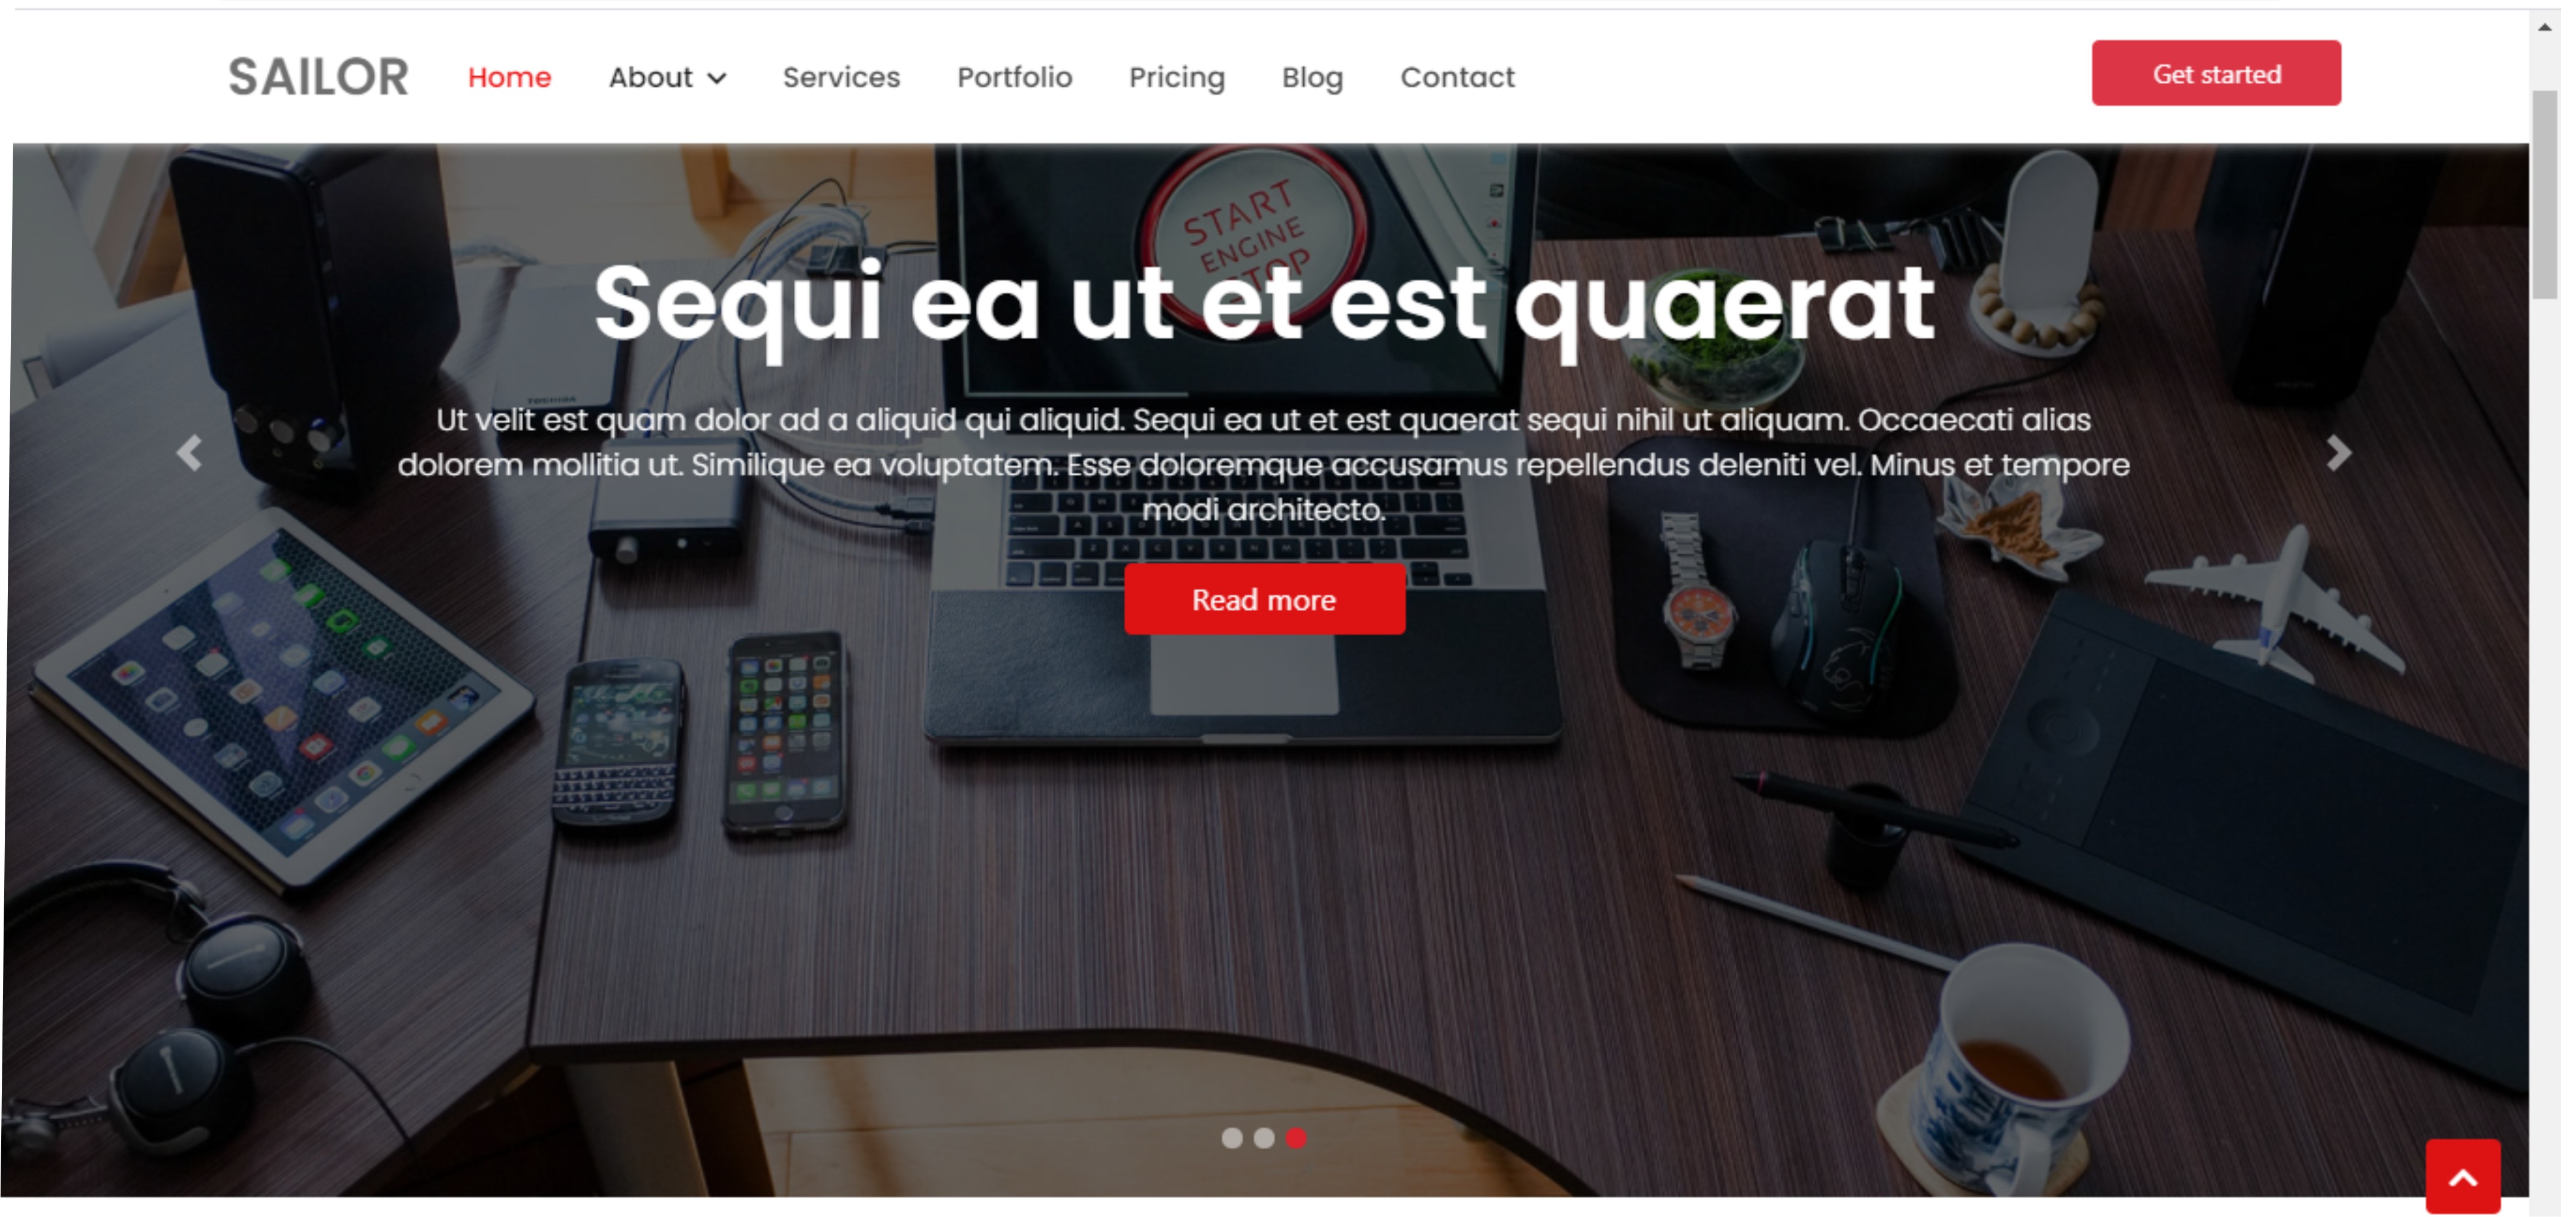 SAILOR Home About Services Portfolio Pricing Blog Contact Get started
START
ENGINE
STOP
Sequi ea ut et est quaerat
TOSHIBA
Ut velit est quam dolor ad a aliquid qui aliquid. Sequi ea ut et est quaerat sequi nihil ut aliquam. Occaecati alias
dolorem mollitia ut. Similique ea voluptatem. Esse doloremque accusamus repellendus deleniti vel. Minus et tempore
modi architecto.
Read more